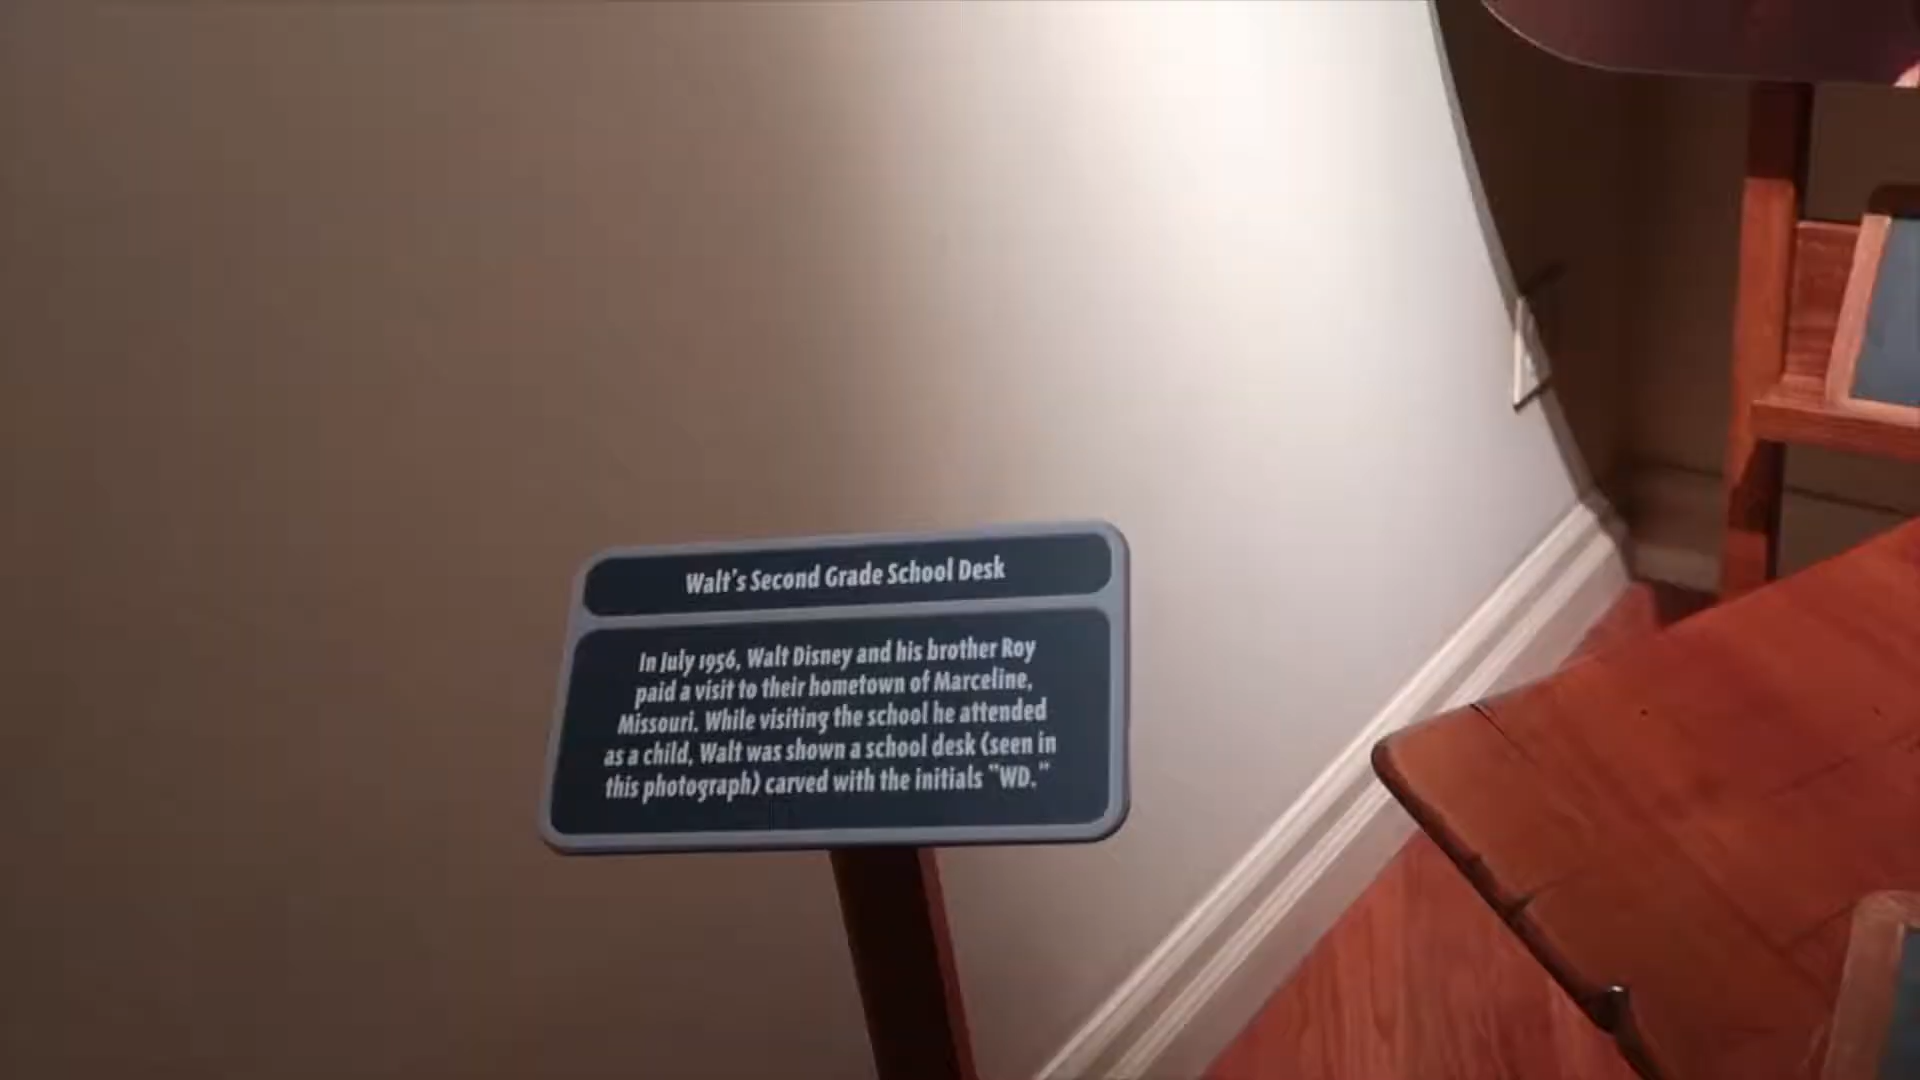 Walt's Second Grade School Desk
In July 1956, Walt Disney and his brother Roy
paid a visit to their hometown of Marceline,
Missouri. While visiting the school he attended
as a child, Walt was shown a school desk (seen in
this photograph) carved with the initials "WD."